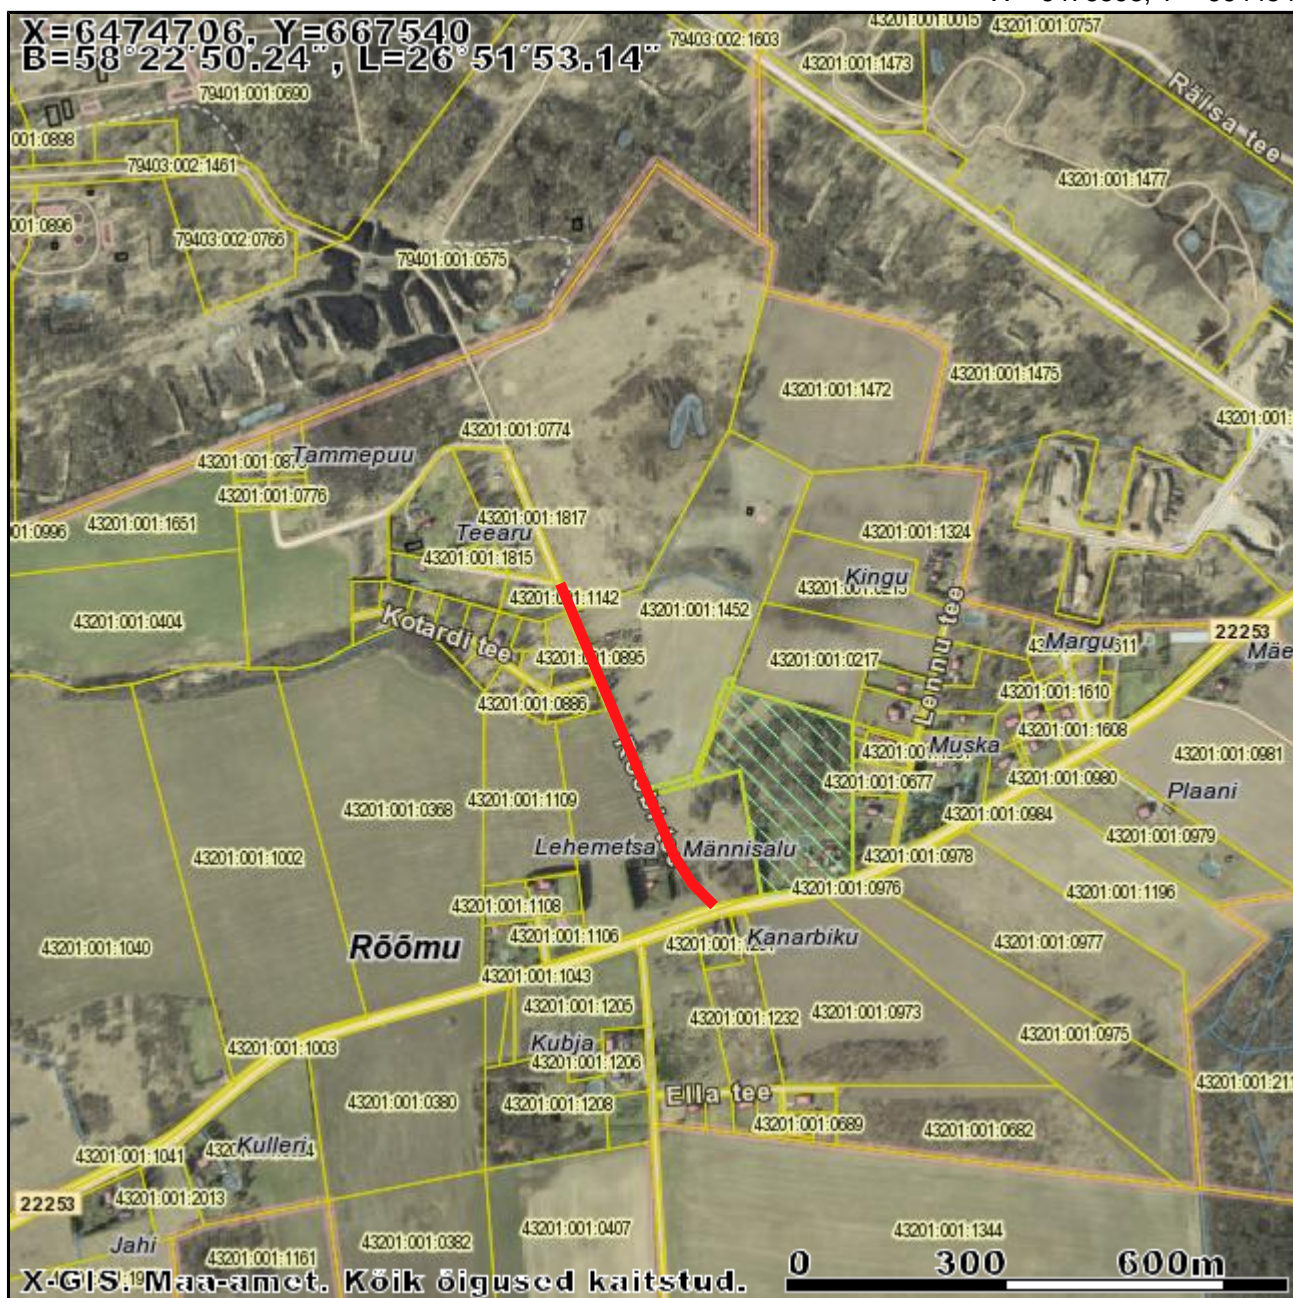 X=6474706, Y=667540
B=58°22'50.24", L=26°51'53.14"
43201:001:0015
43201:001:0757
79403:002:1603
43201:001:1473
Räisa tee
79401:001:0690
001:0898
79403:002:1461
43201:001:1477
001:0896
79403:002:0766
79401:001:0575
43201:001:1472
43201:001:1475
43201:001:
43201:001:0774
Tammepuu
43201:001:0776
01:0996
43201:001:1651
43201:001:1817
Teearu
43201:001:1815
43201:001:1324
Kingu
43201:001:1142
43201:001:1452
43201:001:0404
Kotardi tee
43201:001:0895
43201:001:0217
Lennu tee
Margu
22253
Mäe
43201:001:0886
43201:001:1610
43201:001:1608
Muska
43201:001:0981
43201:001:0677
43201:001:0980
Plaani
43201:001:0368
43201:001:1109
43201:001:0984
43201:001:0979
43201:001:1002
Lehemetsa
Männisalu
43201:001:0978
43201:001:0976
43201:001:1196
43201:001:1108
43201:001:1040
Rõõmu
43201:001:1106
Kanarbiku
43201:001:0977
43201:001:1043
43201:001:1205
43201:001:1232
43201:001:0973
43201:001:0975
43201:001:1003
Kubja
43201:001:1206
43201:001:211
43201:001:0380
43201:001:1208
Ella tee
43201:001:0689
43201:001:0682
43201:001:1041
Kulleri
22253
43201:001:2013
43201:001:0407
43201:001:1344
Jahi
43201:001:1161
43201:001:0382
X-GIS. Maa-amet. Kõik õigused kaitstud.
0 300 600m